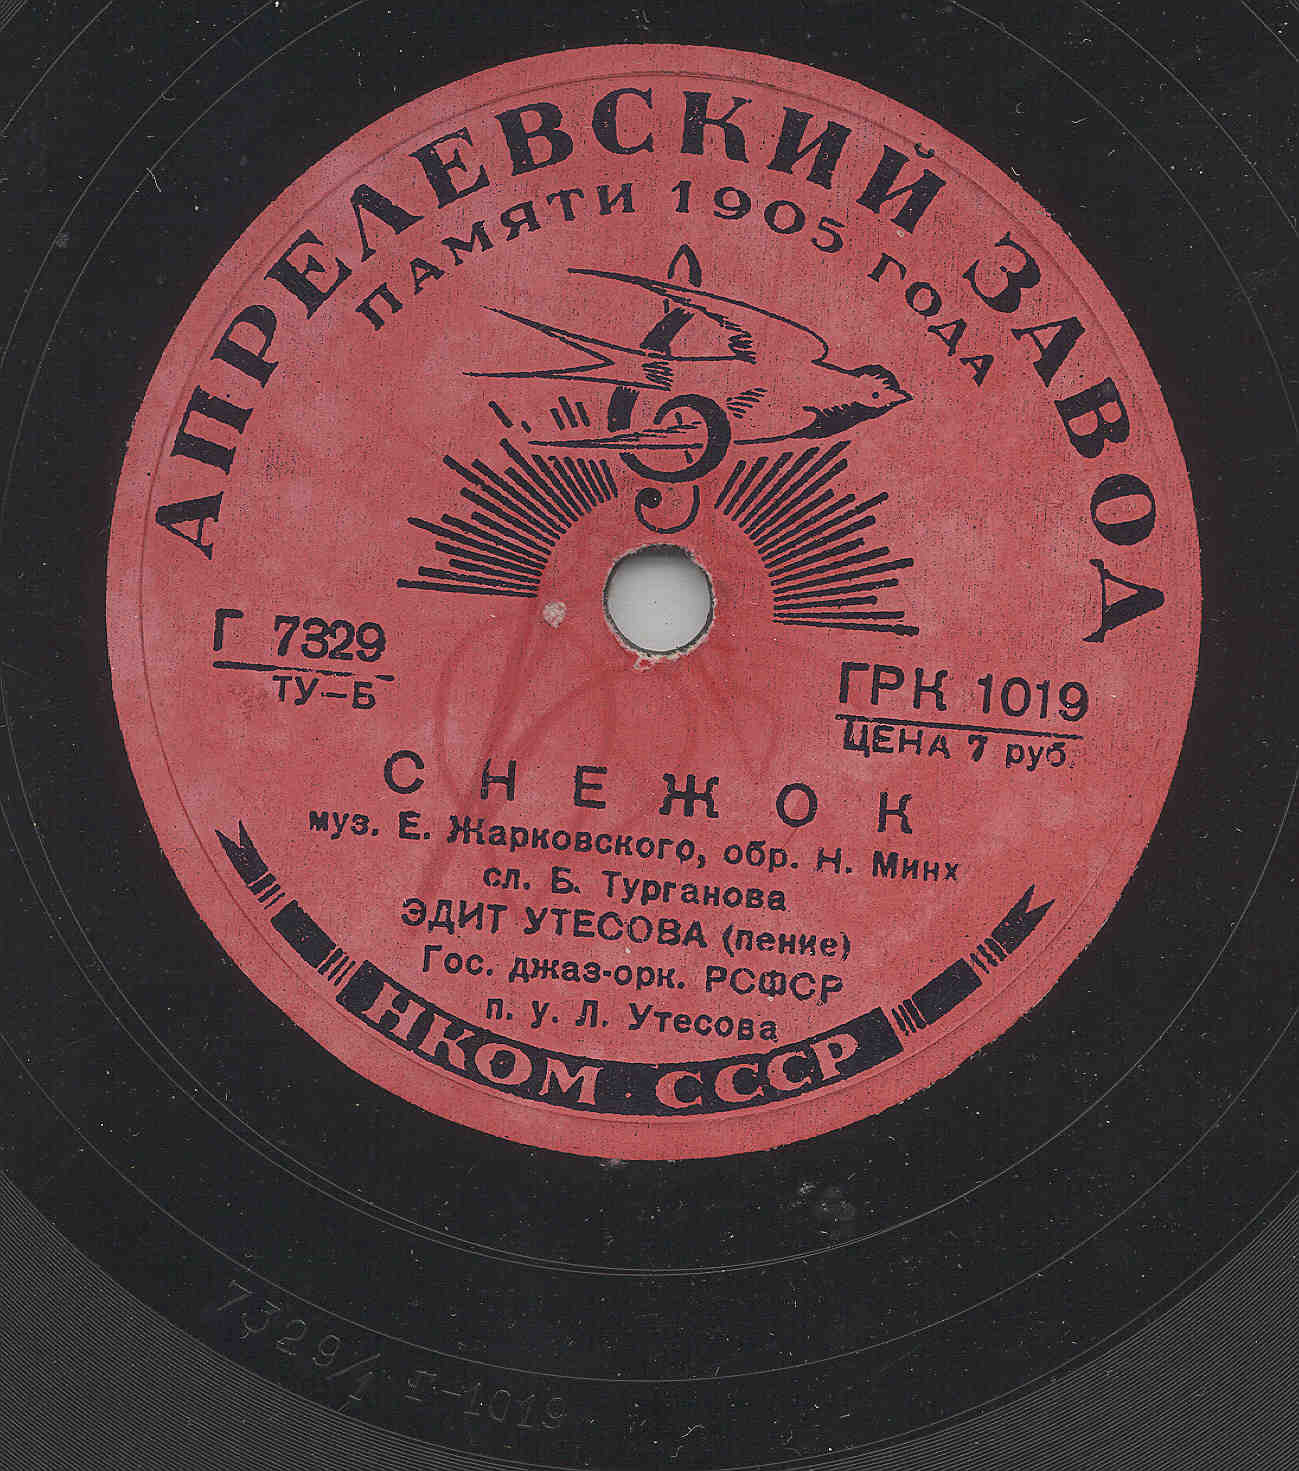 АПРЕЛЕВСКИЙ ЗАВОД
ПАМЯТИ 1905 ГОДА
Г 7329
ТУ–Б
ГРК 1019
ЦЕНА 7 руб.
СНЕЖОК
муз. Е. Жарковского, обр. Н. Минх
сл. Б. Турганова
ЭДИТ УТЕСОВА (пение)
Гос. джаз-орк. РСФСР
п. у. Л. Утесова
НКОМ · СССР
7329/1 I-1019